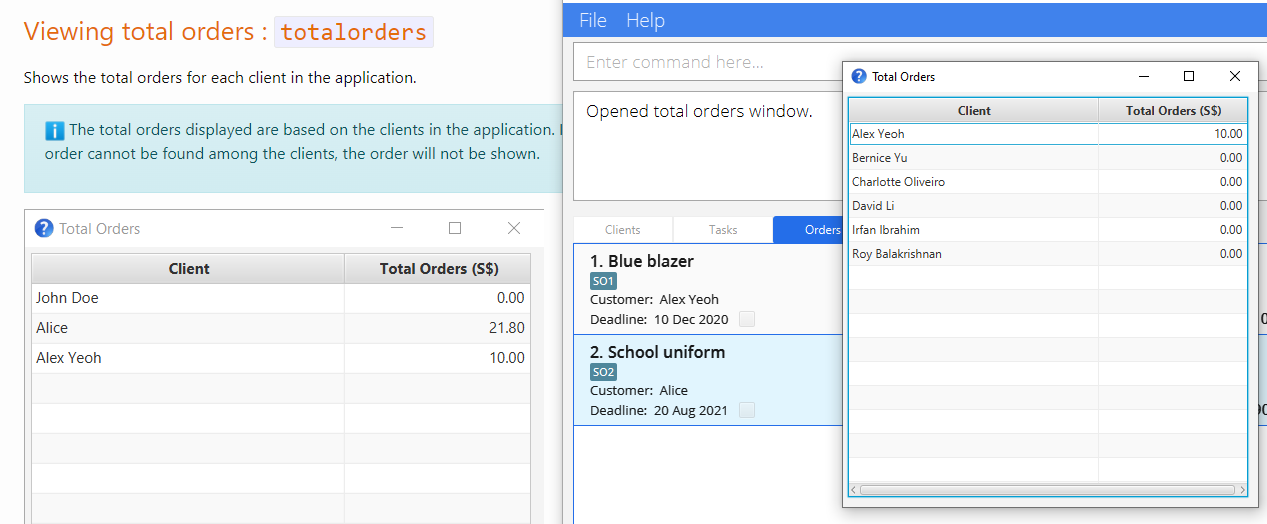 Viewing total orders : totalorders
Shows the total orders for each client in the application.
The total orders displayed are based on the clients in the application.
order cannot be found among the clients, the order will not be shown.
Total Orders
Client Total Orders (S$)
John Doe 0.00
Alice 21.80
Alex Yeoh 10.00
File Help
Enter command here...
Opened total orders window.
Clients Tasks Orders
1. Blue blazer
SO1
Customer: Alex Yeoh
Deadline: 10 Dec 2020
2. School uniform
SO2
Customer: Alice
Deadline: 20 Aug 2021
Total Orders
Client Total Orders (S$)
Alex Yeoh 10.00
Bernice Yu 0.00
Charlotte Oliveiro 0.00
David Li 0.00
Irfan Ibrahim 0.00
Roy Balakrishnan 0.00